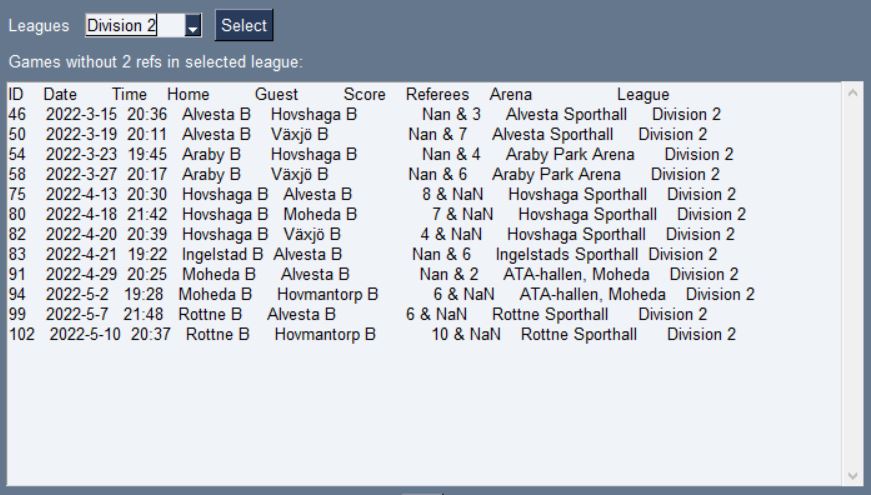 Leagues Division 2 Select
Games without 2 refs in selected league:
ID Date Time Home Guest Score Referees Arena League
46 2022-3-15 20:36 Alvesta B Hovshaga B Nan & 3 Alvesta Sporthall Division 2
50 2022-3-19 20:11 Alvesta B Växjö B Nan & 7 Alvesta Sporthall Division 2
54 2022-3-23 19:45 Araby B Hovshaga B Nan & 4 Araby Park Arena Division 2
58 2022-3-27 20:17 Araby B Växjö B Nan & 6 Araby Park Arena Division 2
75 2022-4-13 20:30 Hovshaga B Alvesta B 8 & NaN Hovshaga Sporthall Division 2
80 2022-4-18 21:42 Hovshaga B Moheda B 7 & NaN Hovshaga Sporthall Division 2
82 2022-4-20 20:39 Hovshaga B Växjö B 4 & NaN Hovshaga Sporthall Division 2
83 2022-4-21 19:22 Ingelstad B Alvesta B Nan & 6 Ingelstads Sporthall Division 2
91 2022-4-29 20:25 Moheda B Alvesta B Nan & 2 ATA-hallen, Moheda Division 2
94 2022-5-2 19:28 Moheda B Hovmantorp B 6 & NaN ATA-hallen, Moheda Division 2
99 2022-5-7 21:48 Rottne B Alvesta B 6 & NaN Rottne Sporthall Division 2
102 2022-5-10 20:37 Rottne B Hovmantorp B 10 & NaN Rottne Sporthall Division 2